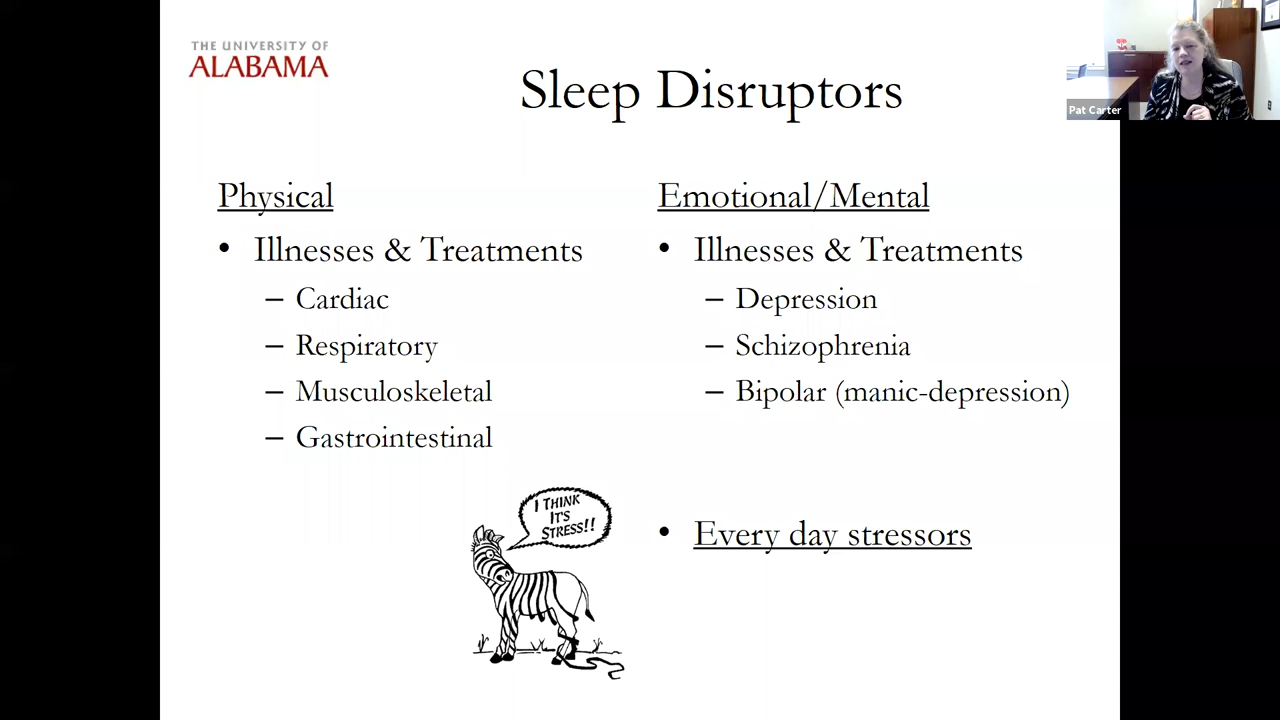 THE UNIVERSITY OF
ALABAMA
Sleep Disruptors
Pat Carter
Physical
• Illnesses & Treatments
– Cardiac
– Respiratory
– Musculoskeletal
– Gastrointestinal
Emotional/Mental
• Illnesses & Treatments
– Depression
– Schizophrenia
– Bipolar (manic-depression)
I THINK
IT'S
STRESS!!
• Every day stressors